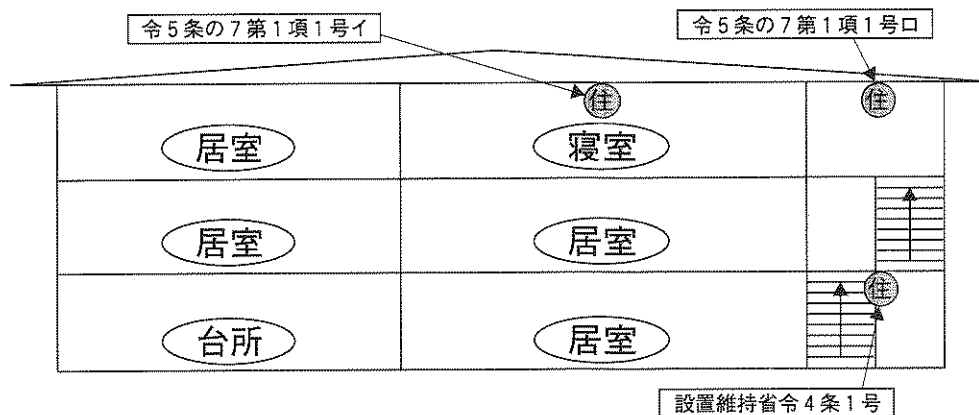 令5条の7第1項1号イ
令5条の7第1項1号ロ
住
住
居室
寝室
居室
居室
住
台所
居室
設置維持省令4条1号